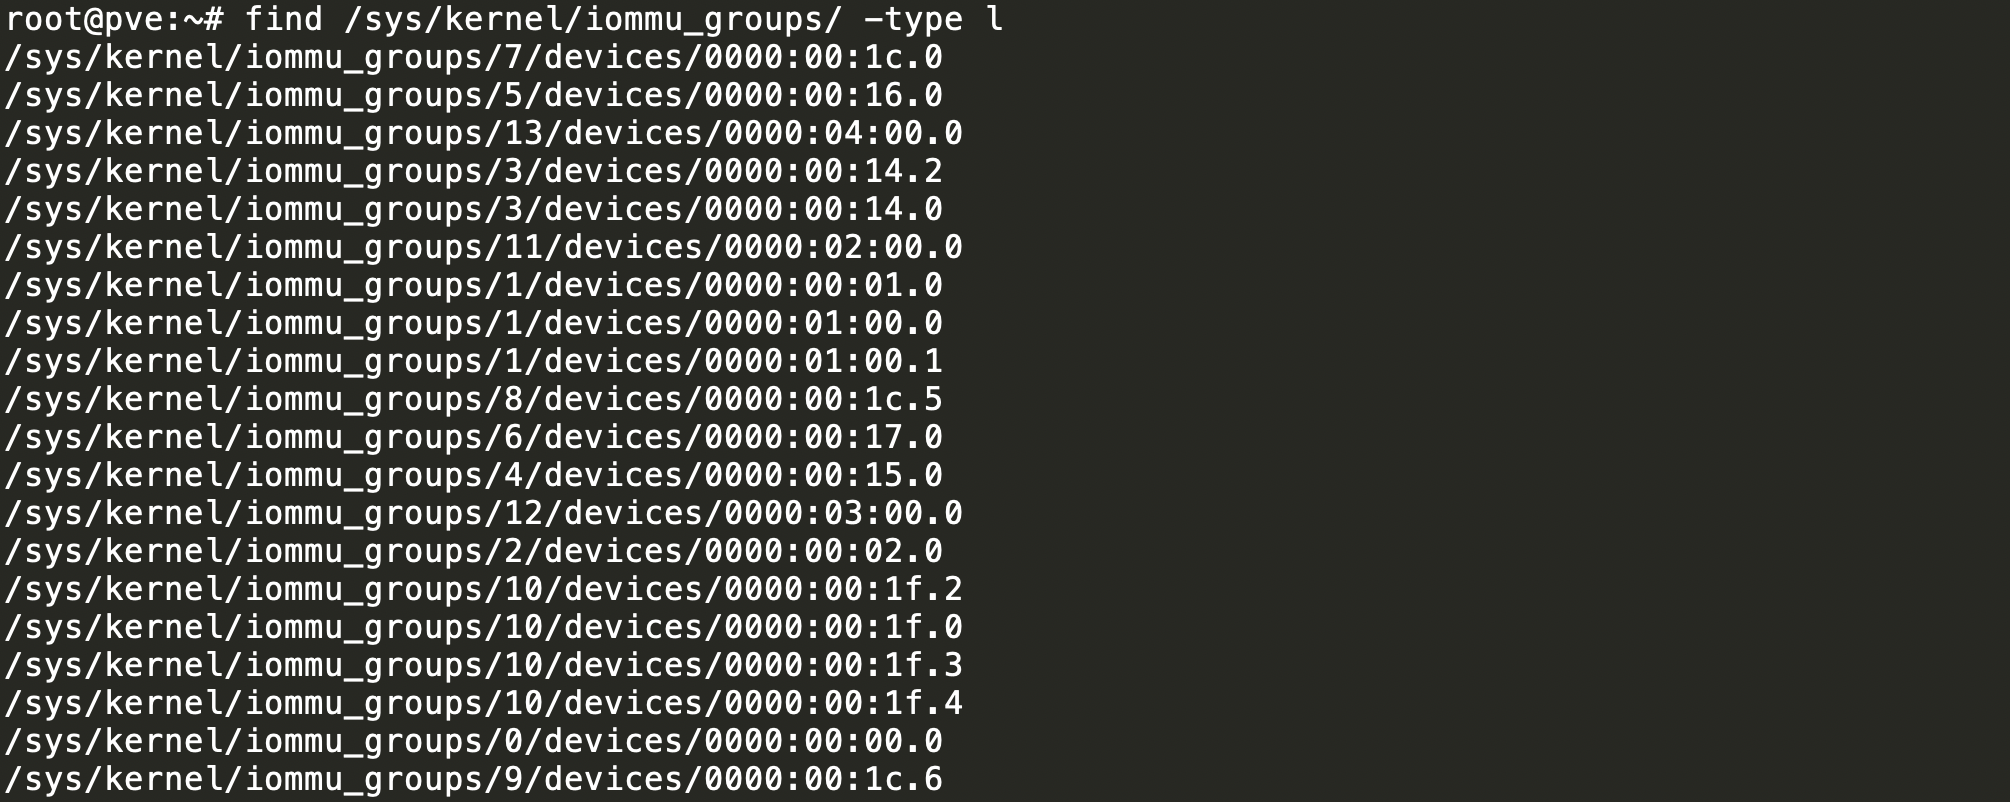 root@pve:~# find /sys/kernel/iommu_groups/ -type l
/sys/kernel/iommu_groups/7/devices/0000:00:1c.0
/sys/kernel/iommu_groups/5/devices/0000:00:16.0
/sys/kernel/iommu_groups/13/devices/0000:04:00.0
/sys/kernel/iommu_groups/3/devices/0000:00:14.2
/sys/kernel/iommu_groups/3/devices/0000:00:14.0
/sys/kernel/iommu_groups/11/devices/0000:02:00.0
/sys/kernel/iommu_groups/1/devices/0000:00:01.0
/sys/kernel/iommu_groups/1/devices/0000:01:00.0
/sys/kernel/iommu_groups/1/devices/0000:01:00.1
/sys/kernel/iommu_groups/8/devices/0000:00:1c.5
/sys/kernel/iommu_groups/6/devices/0000:00:17.0
/sys/kernel/iommu_groups/4/devices/0000:00:15.0
/sys/kernel/iommu_groups/12/devices/0000:03:00.0
/sys/kernel/iommu_groups/2/devices/0000:00:02.0
/sys/kernel/iommu_groups/10/devices/0000:00:1f.2
/sys/kernel/iommu_groups/10/devices/0000:00:1f.0
/sys/kernel/iommu_groups/10/devices/0000:00:1f.3
/sys/kernel/iommu_groups/10/devices/0000:00:1f.4
/sys/kernel/iommu_groups/0/devices/0000:00:00.0
/sys/kernel/iommu_groups/9/devices/0000:00:1c.6